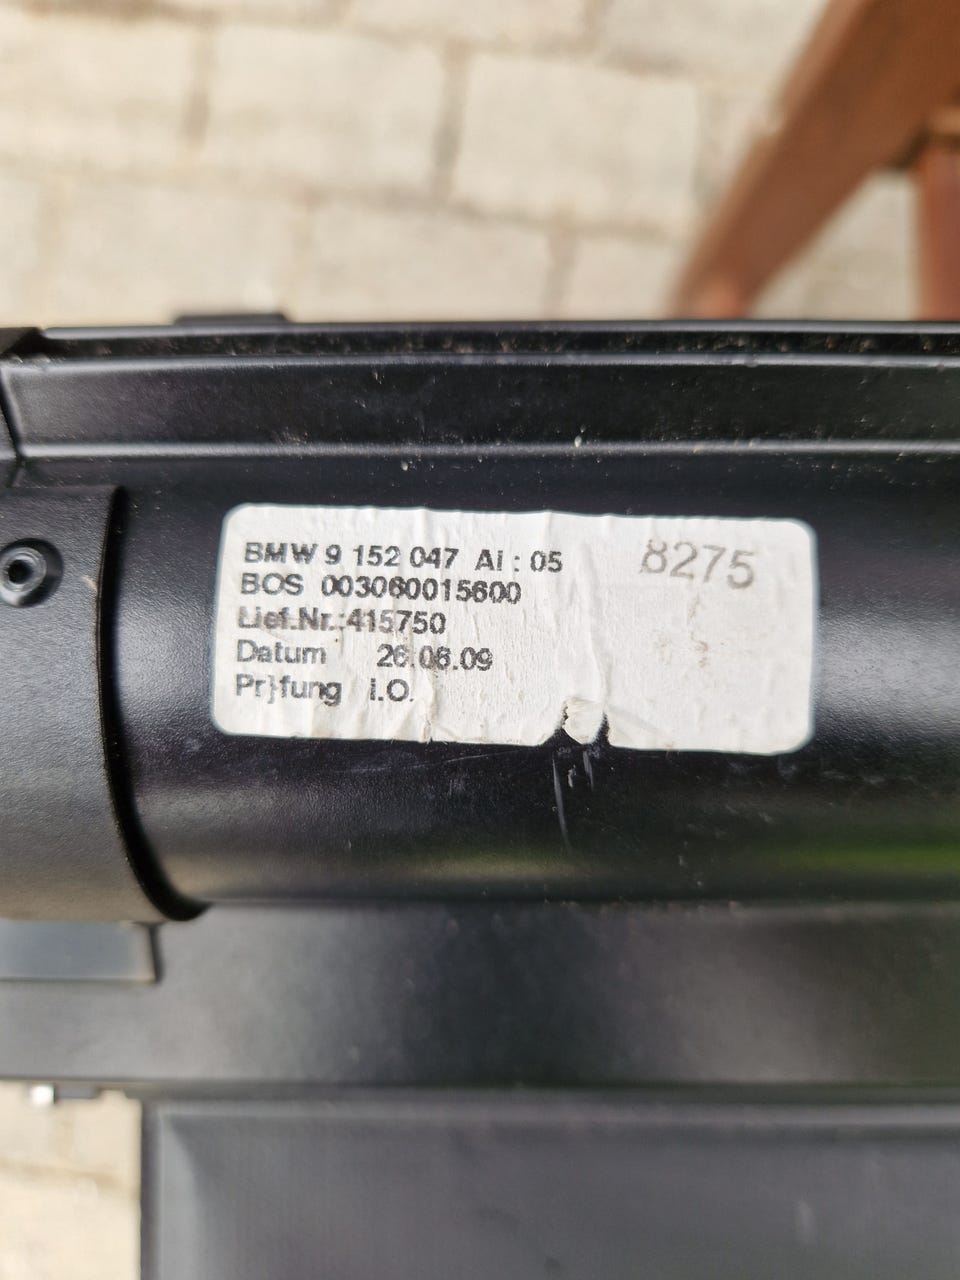 BMW 9 152 047 AI : 05 8275
BOS 003060015600
Lief.Nr.:415750
Datum 26.06.09
Pr}fung i.O.